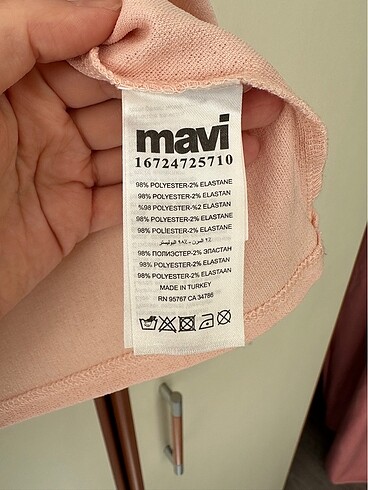 mavi
16724725710
98% POLYESTER-2% ELASTANE
98% POLYESTER-2% ELASTAN
%98 POLYESTER-%2 ELASTAN
98% POLYESTER-2% ELASTANE
98% POLIESTER-2% ELASTANE
98% ПОЛИЭСТЕР-2% ЭЛАСТАН
98% POLYESTER-2% ELASTAN
98% POLYESTER-2% ELASTAAN
MADE IN TURKEY
RN 95767 CA 34786